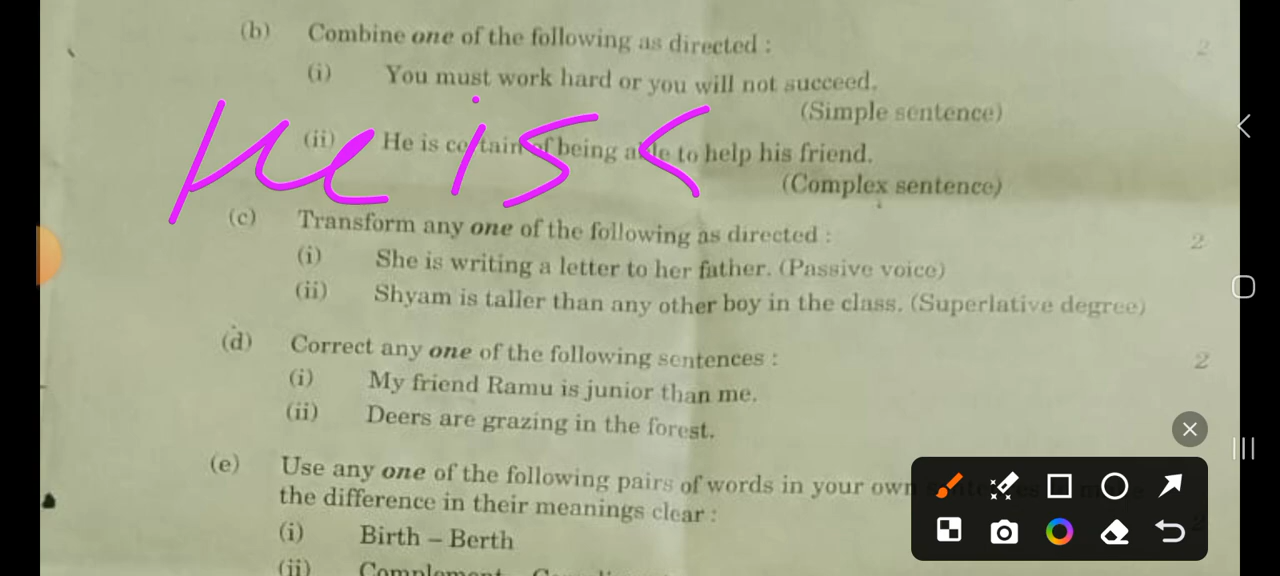 (b) Combine one of the following as directed : 2
(i) You must work hard or you will not succeed.
(Simple sentence)
(ii) He is certain of being able to help his friend.
(Complex sentence)
He is
(c) Transform any one of the following as directed : 2
(i) She is writing a letter to her father. (Passive voice)
(ii) Shyam is taller than any other boy in the class. (Superlative degree)
(d) Correct any one of the following sentences : 2
(i) My friend Ramu is junior than me.
(ii) Deers are grazing in the forest.
(e) Use any one of the following pairs of words in your own
the difference in their meanings clear :
(i) Birth – Berth
(ii)